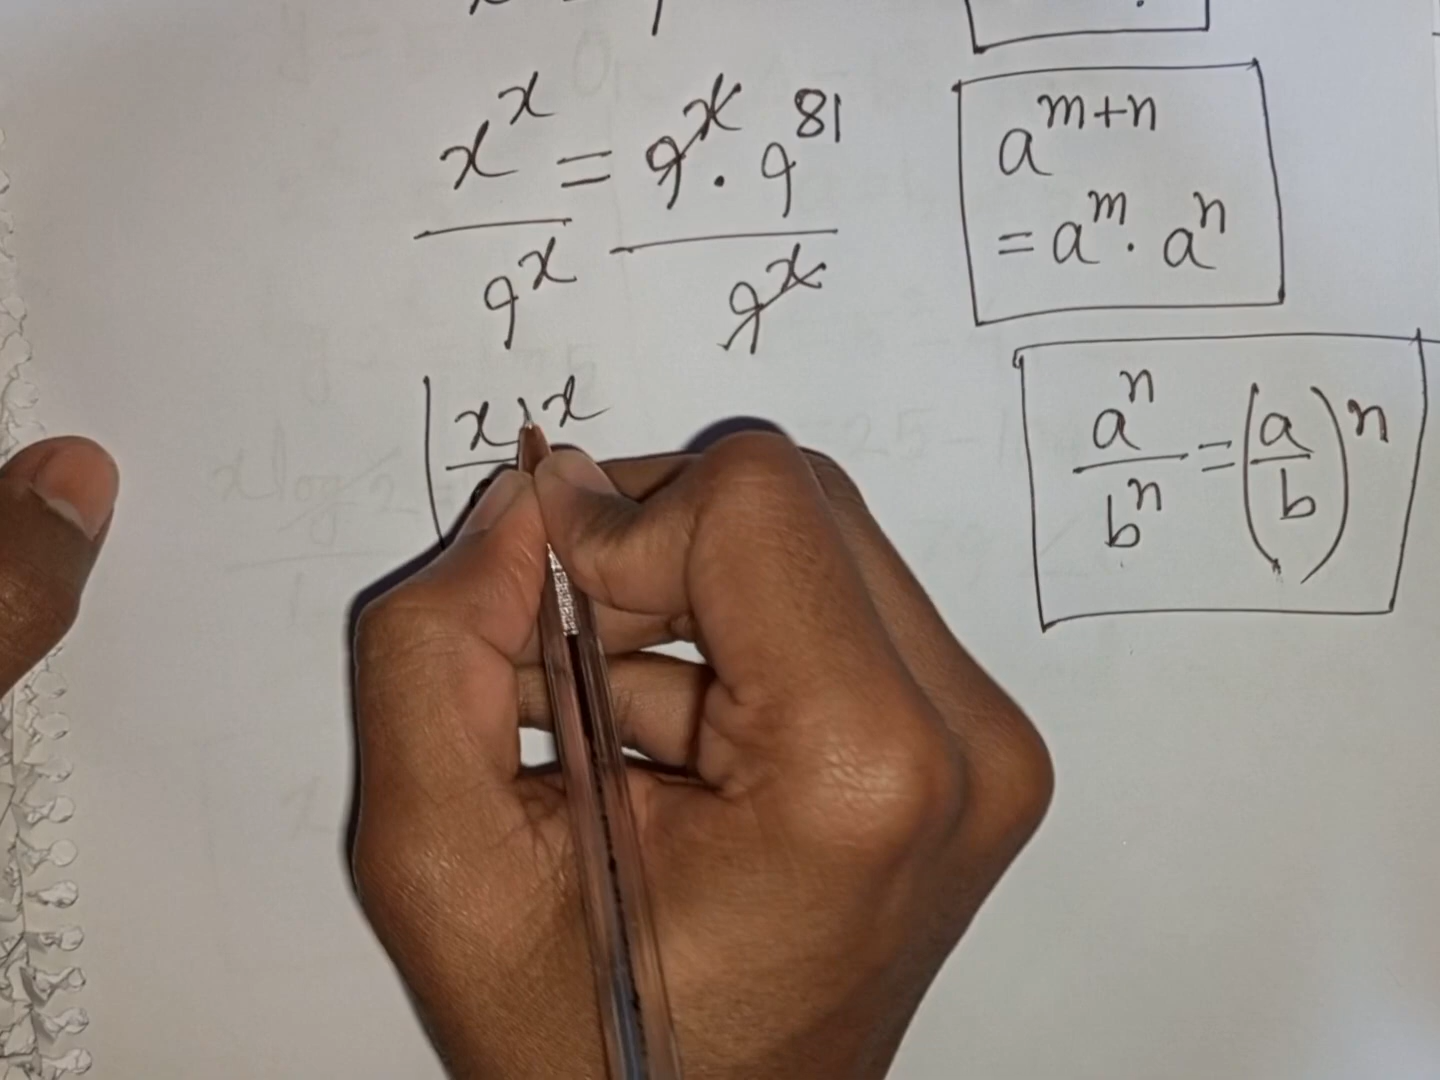 x^x / 9^x = 9^x · 9^81 / 9^x
a^{m+n}
= a^m · a^n
(x
)^x
a^n / b^n = (a / b)^n